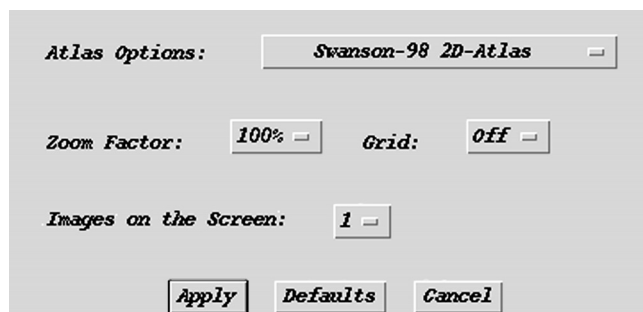 Atlas Options: Swanson-98 2D-Atlas
Zoom Factor: 100% Grid: Off
Images on the Screen: 1
Apply Defaults Cancel